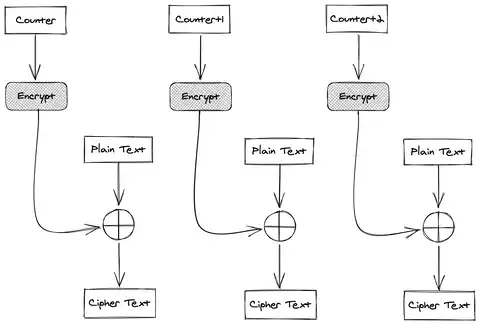 Counter
Counter+1
Counter+2
Encrypt
Encrypt
Encrypt
Plain Text
Plain Text
Plain Text
Cipher Text
Cipher Text
Cipher Text